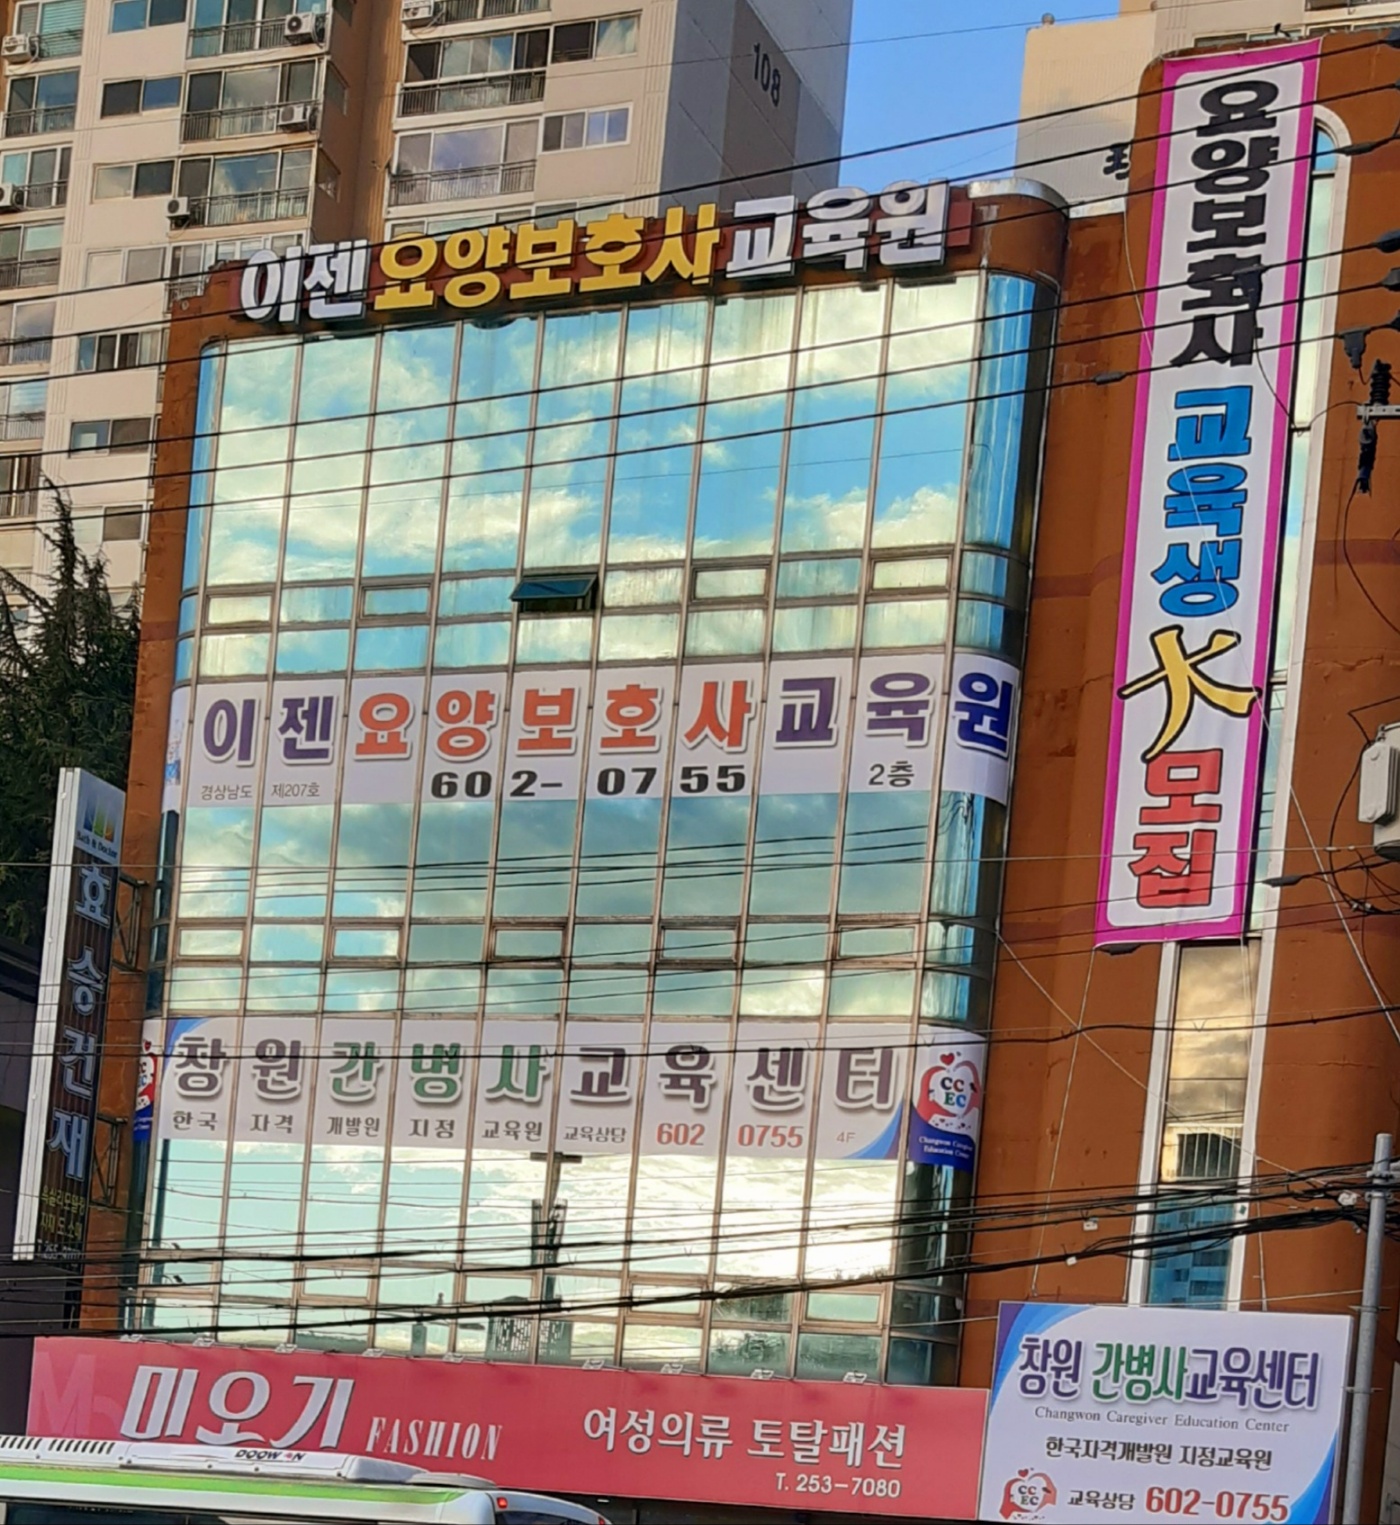 108
이젠요양보호사교육원
요양보호사 교육생 大 모집
이젠요양보호사교육원
602-0755
경상남도 제207호
2층
효승건재
창원간병사교육센터
한국 자격 개발원 지정 교육원 교육상담 602 0755 4F
CC
EC
Changwon Caregiver
Education Center
미오기 FASHION
여성의류 토탈패션
T. 253-7080
창원 간병사교육센터
Changwon Caregiver Education Center
한국자격개발원 지정교육원
CC
EC
교육상담 602-0755